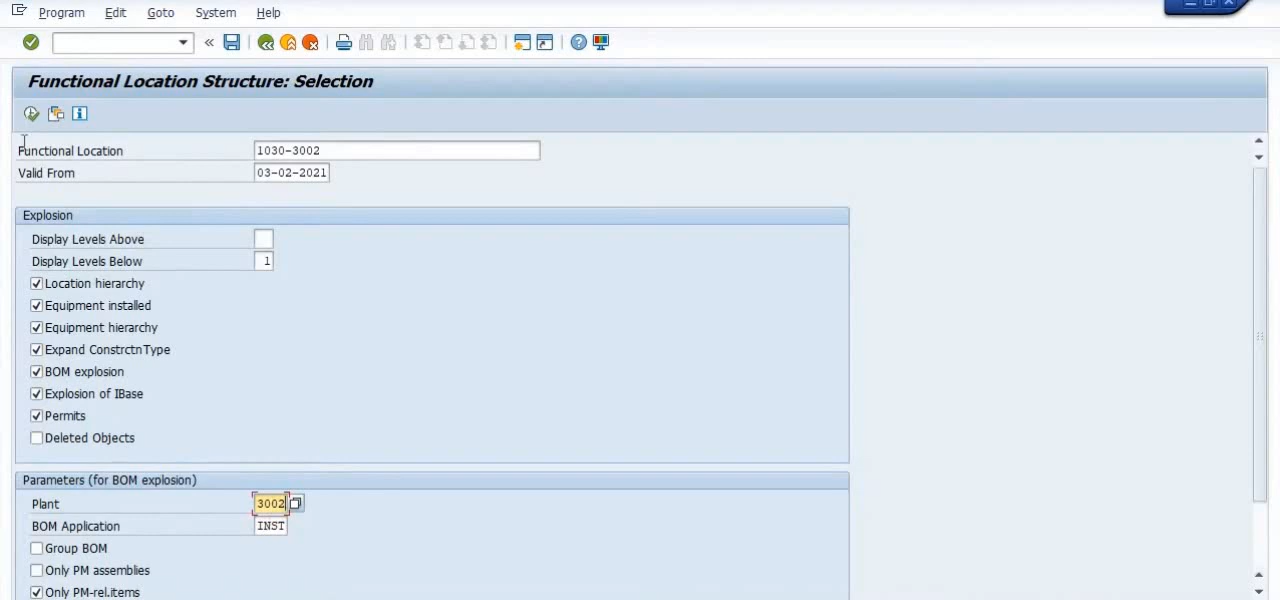 Program Edit Goto System Help
Functional Location Structure: Selection
Functional Location 1030-3002
Valid From 03-02-2021
Explosion
Display Levels Above
Display Levels Below 1
Location hierarchy
Equipment installed
Equipment hierarchy
Expand ConstrctnType
BOM explosion
Explosion of IBase
Permits
Deleted Objects
Parameters (for BOM explosion)
Plant 3002
BOM Application INST
Group BOM
Only PM assemblies
Only PM-rel.items